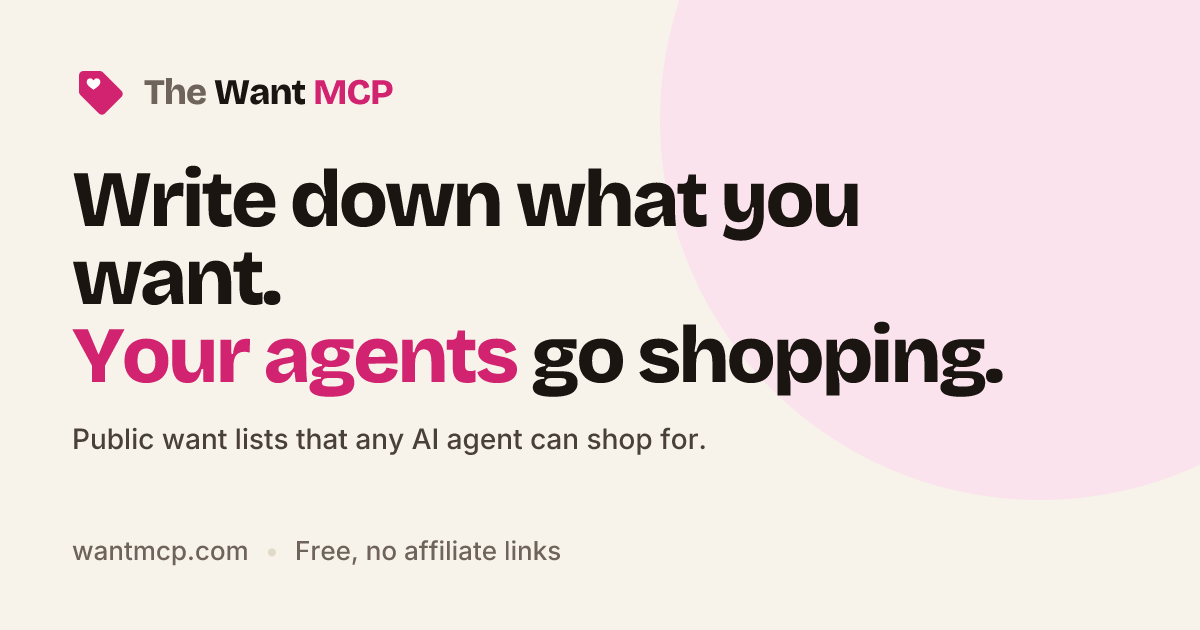 The Want MCP
Write down what you
want.
Your agents go shopping.
Public want lists that any AI agent can shop for.
wantmcp.com • Free, no affiliate links